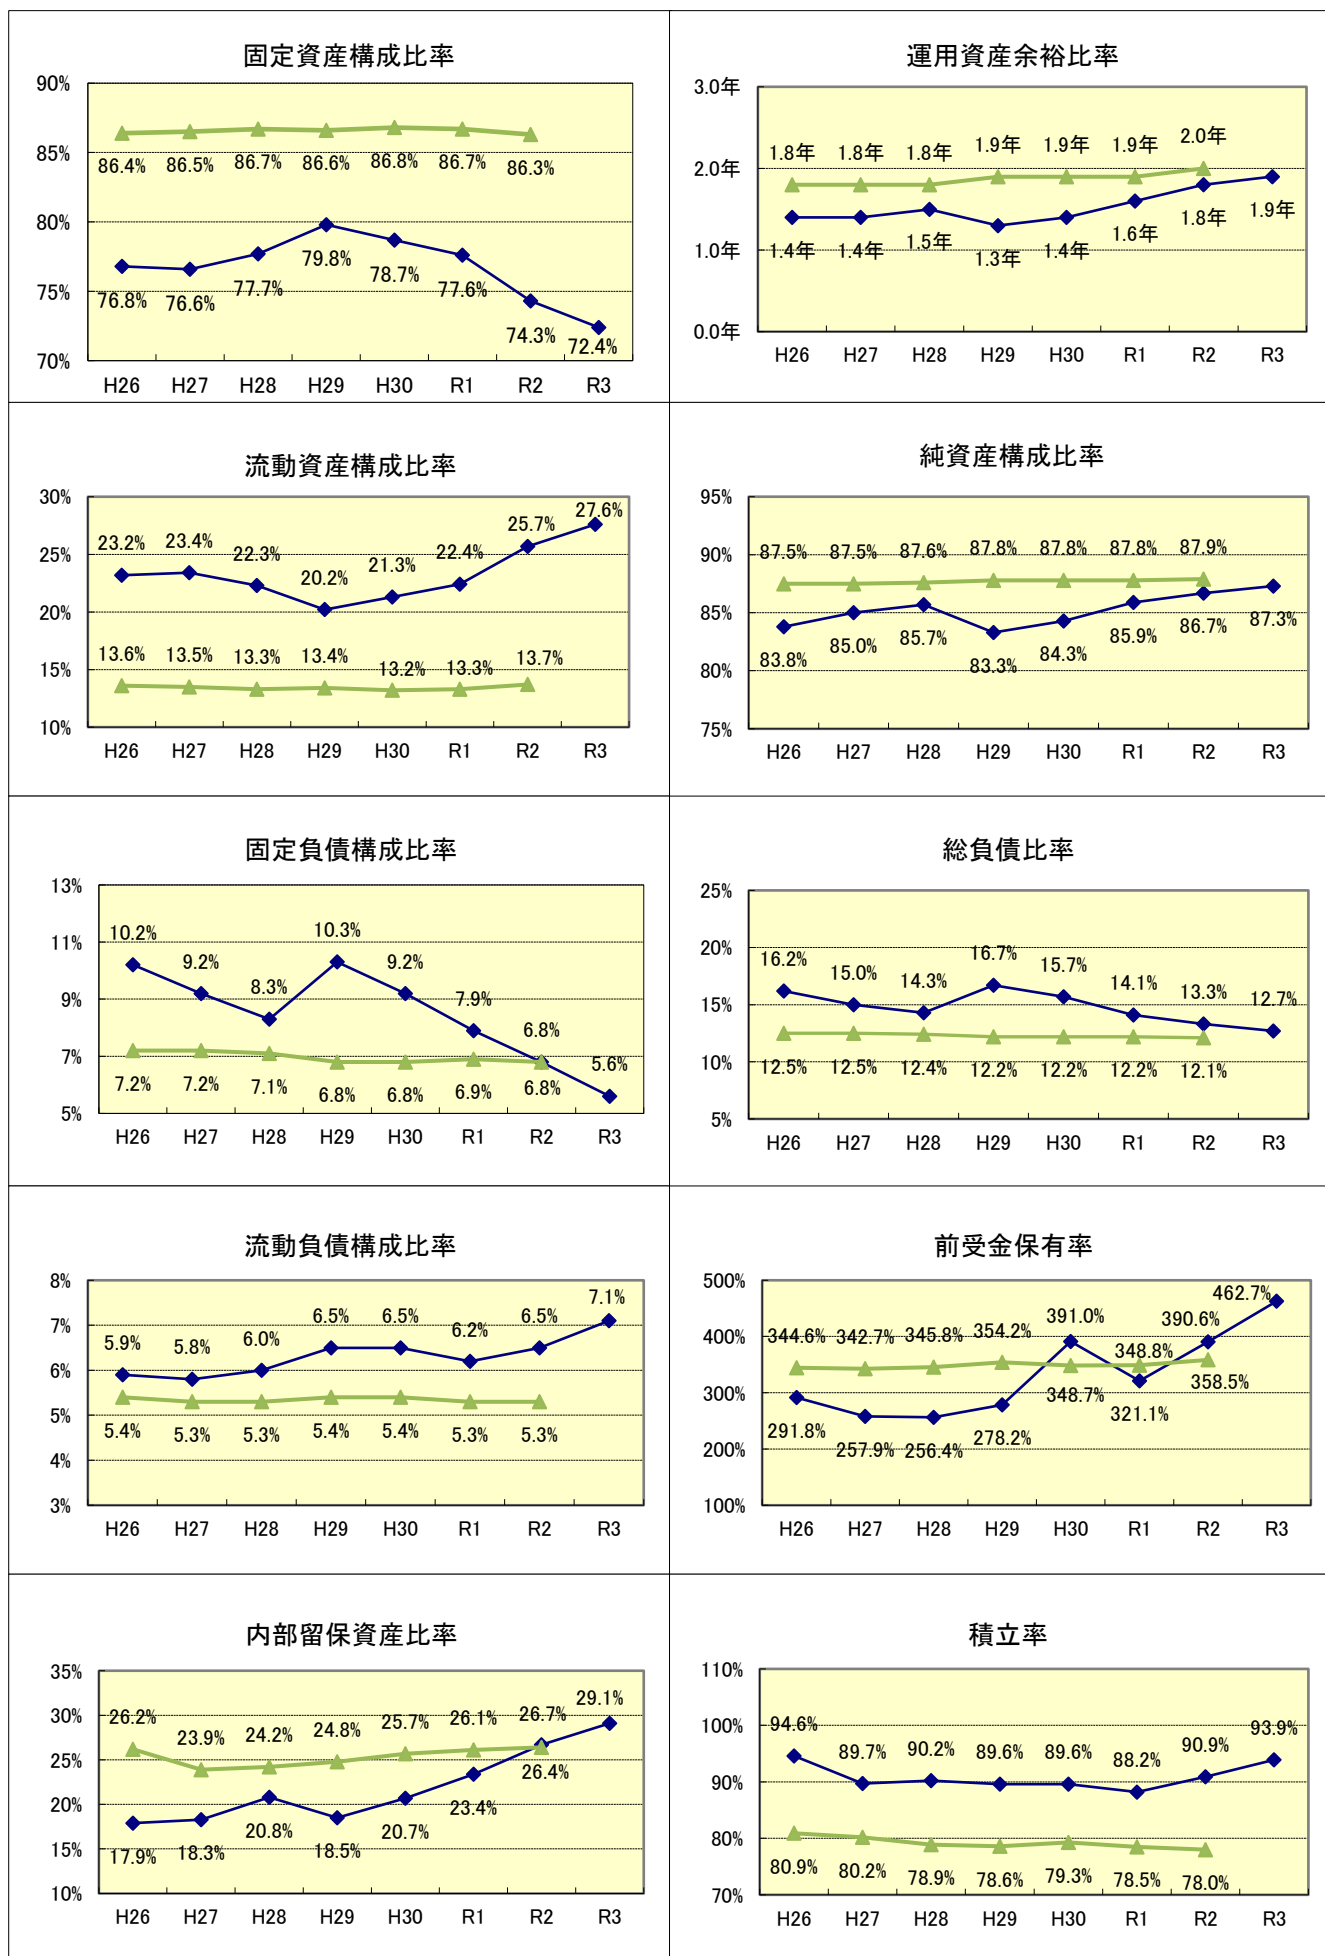 固定資産構成比率
90%
85%
80%
75%
70%
86.4% 86.5% 86.7% 86.6% 86.8% 86.7% 86.3%
76.8% 76.6% 77.7% 79.8% 78.7% 77.6% 74.3% 72.4%
H26 H27 H28 H29 H30 R1 R2 R3
運用資産余裕比率
3.0年
2.0年
1.0年
0.0年
1.8年 1.8年 1.8年 1.9年 1.9年 1.9年 2.0年
1.4年 1.4年 1.5年 1.3年 1.4年 1.6年 1.8年 1.9年
H26 H27 H28 H29 H30 R1 R2 R3
流動資産構成比率
30%
25%
20%
15%
10%
23.2% 23.4% 22.3% 20.2% 21.3% 22.4% 25.7% 27.6%
13.6% 13.5% 13.3% 13.4% 13.2% 13.3% 13.7%
H26 H27 H28 H29 H30 R1 R2 R3
純資産構成比率
95%
90%
85%
80%
75%
87.5% 87.5% 87.6% 87.8% 87.8% 87.8% 87.9%
83.8% 85.0% 85.7% 83.3% 84.3% 85.9% 86.7% 87.3%
H26 H27 H28 H29 H30 R1 R2 R3
固定負債構成比率
13%
11%
9%
7%
5%
10.2% 9.2% 8.3% 10.3% 9.2% 7.9% 6.8% 5.6%
7.2% 7.2% 7.1% 6.8% 6.8% 6.9% 6.8%
H26 H27 H28 H29 H30 R1 R2 R3
総負債比率
25%
20%
15%
10%
5%
16.2% 15.0% 14.3% 16.7% 15.7% 14.1% 13.3% 12.7%
12.5% 12.5% 12.4% 12.2% 12.2% 12.2% 12.1%
H26 H27 H28 H29 H30 R1 R2 R3
流動負債構成比率
8%
7%
6%
5%
4%
3%
5.9% 5.8% 6.0% 6.5% 6.5% 6.2% 6.5% 7.1%
5.4% 5.3% 5.3% 5.4% 5.4% 5.3% 5.3%
H26 H27 H28 H29 H30 R1 R2 R3
前受金保有率
500%
400%
300%
200%
100%
344.6% 342.7% 345.8% 354.2% 391.0% 348.8% 390.6% 462.7%
291.8% 257.9% 256.4% 278.2% 348.7% 321.1% 358.5%
H26 H27 H28 H29 H30 R1 R2 R3
内部留保資産比率
35%
30%
25%
20%
15%
10%
26.2% 23.9% 24.2% 24.8% 25.7% 26.1% 26.7% 29.1%
17.9% 18.3% 20.8% 18.5% 20.7% 23.4% 26.4%
H26 H27 H28 H29 H30 R1 R2 R3
積立率
110%
100%
90%
80%
70%
94.6% 89.7% 90.2% 89.6% 89.6% 88.2% 90.9% 93.9%
80.9% 80.2% 78.9% 78.6% 79.3% 78.5% 78.0%
H26 H27 H28 H29 H30 R1 R2 R3